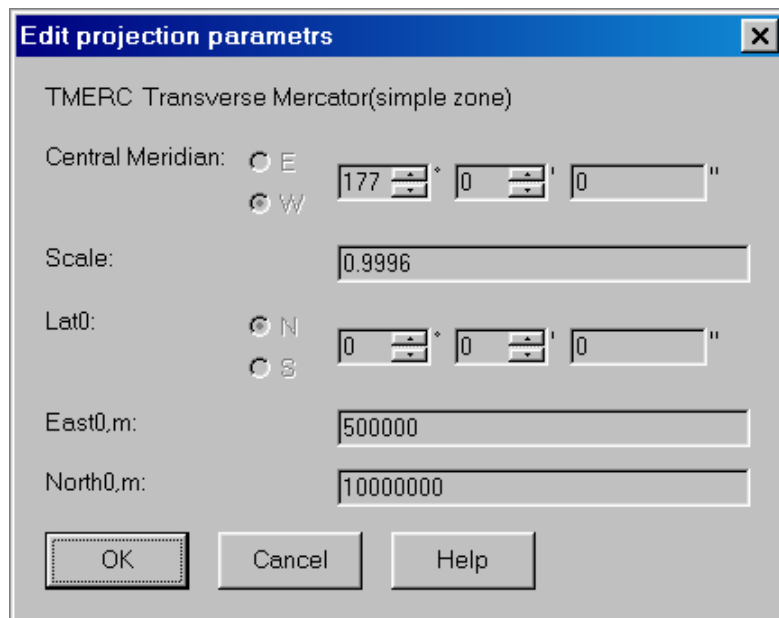 Edit projection parametrs
TMERC Transverse Mercator(simple zone)
Central Meridian: E
W
177 ° 0 ' 0 "
Scale: 0.9996
Lat0: N
S
0 ° 0 ' 0 "
East0,m: 500000
North0,m: 10000000
OK Cancel Help